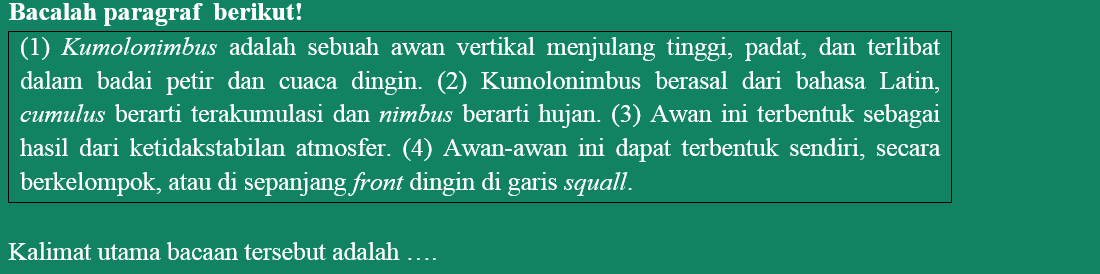 Bacalah paragraf berikut!
(1) Kumolonimbus adalah sebuah awan vertikal menjulang tinggi, padat, dan terlibat
dalam badai petir dan cuaca dingin. (2) Kumolonimbus berasal dari bahasa Latin,
cumulus berarti terakumulasi dan nimbus berarti hujan. (3) Awan ini terbentuk sebagai
hasil dari ketidakstabilan atmosfer. (4) Awan-awan ini dapat terbentuk sendiri, secara
berkelompok, atau di sepanjang front dingin di garis squall.
Kalimat utama bacaan tersebut adalah ….